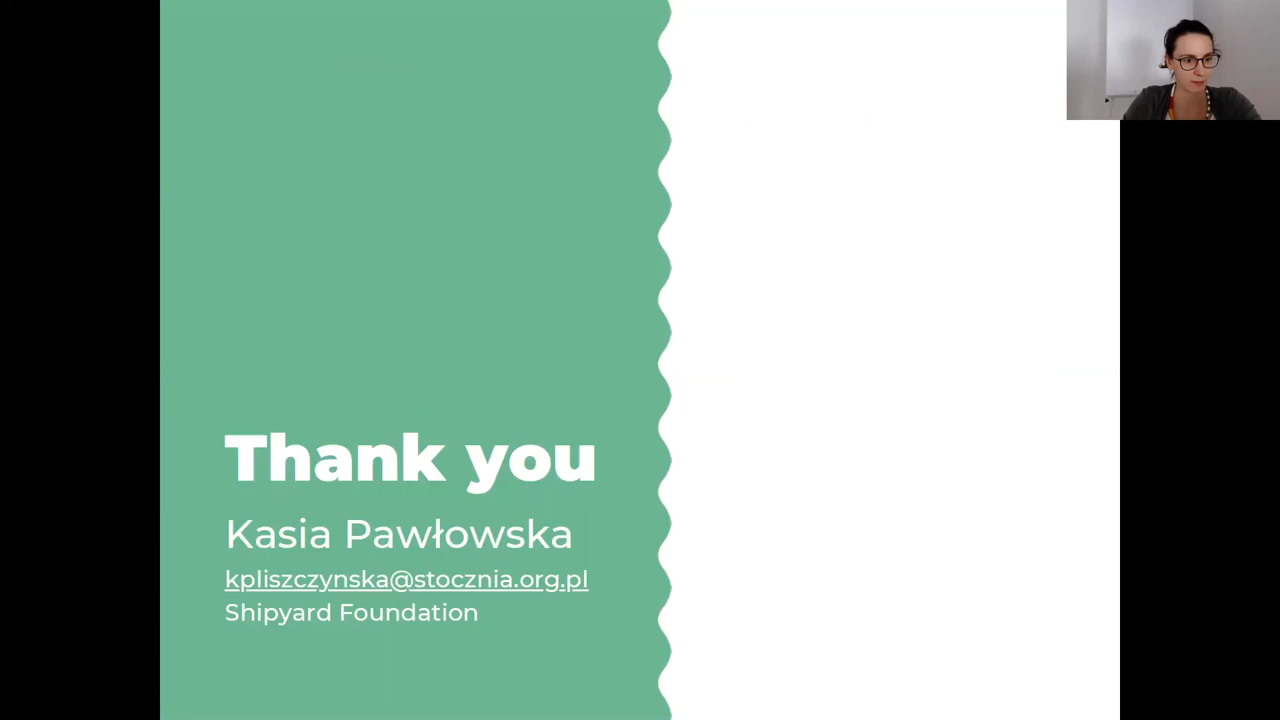 Thank you
Kasia Pawłowska
kpliszczynska@stocznia.org.pl
Shipyard Foundation